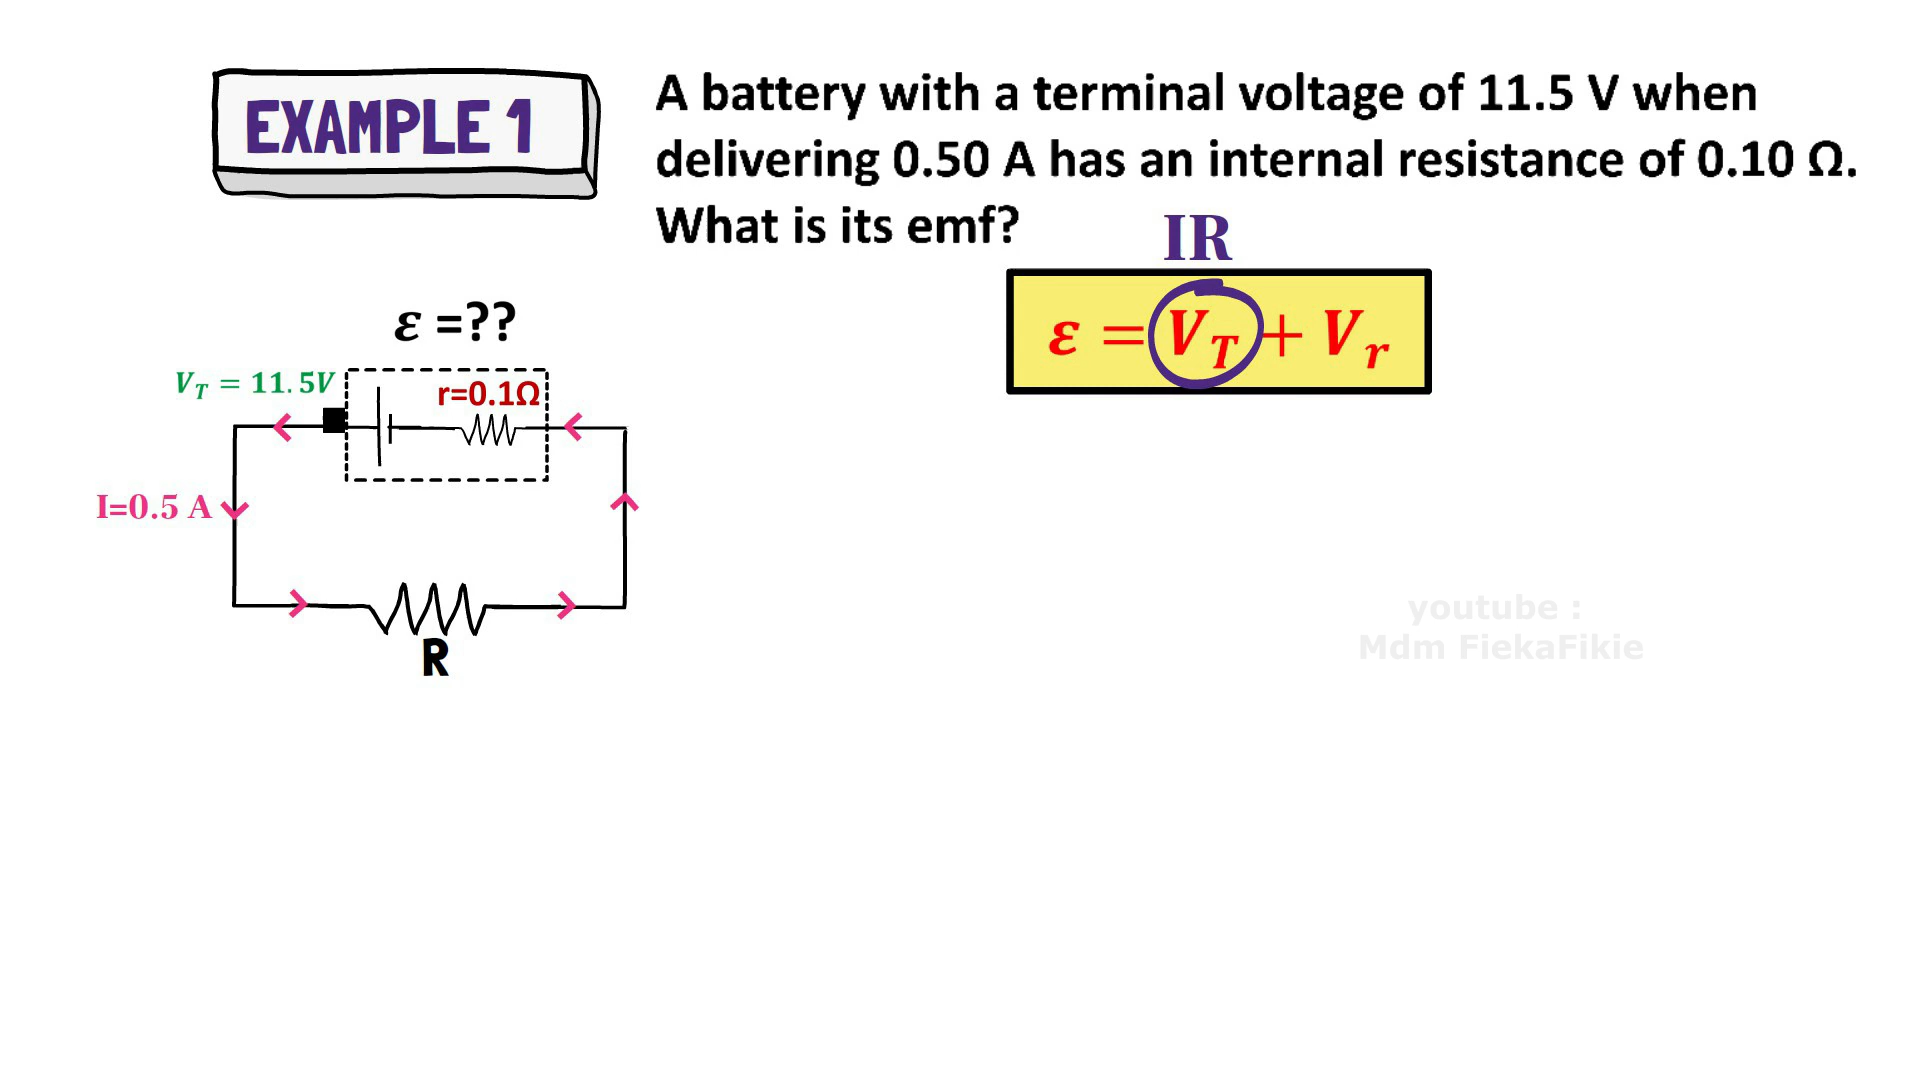 EXAMPLE 1
A battery with a terminal voltage of 11.5 V when
delivering 0.50 A has an internal resistance of 0.10 Ω.
What is its emf?
IR
ε = V_T + V_r
ε =??
V_T = 11.5V
r=0.1Ω
I=0.5 A
R
youtube :
Mdm FiekaFikie